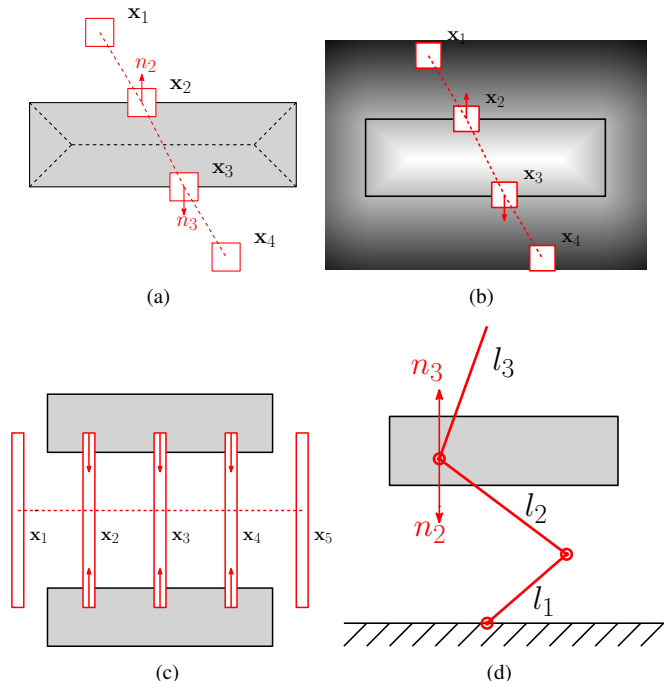 x₁
n₂
x₂
x₃
n₃
x₄
(a)
x₁
x₂
x₃
x₄
(b)
x₁ x₂ x₃ x₄ x₅
(c)
l₃
n₃
l₂
n₂
l₁
(d)